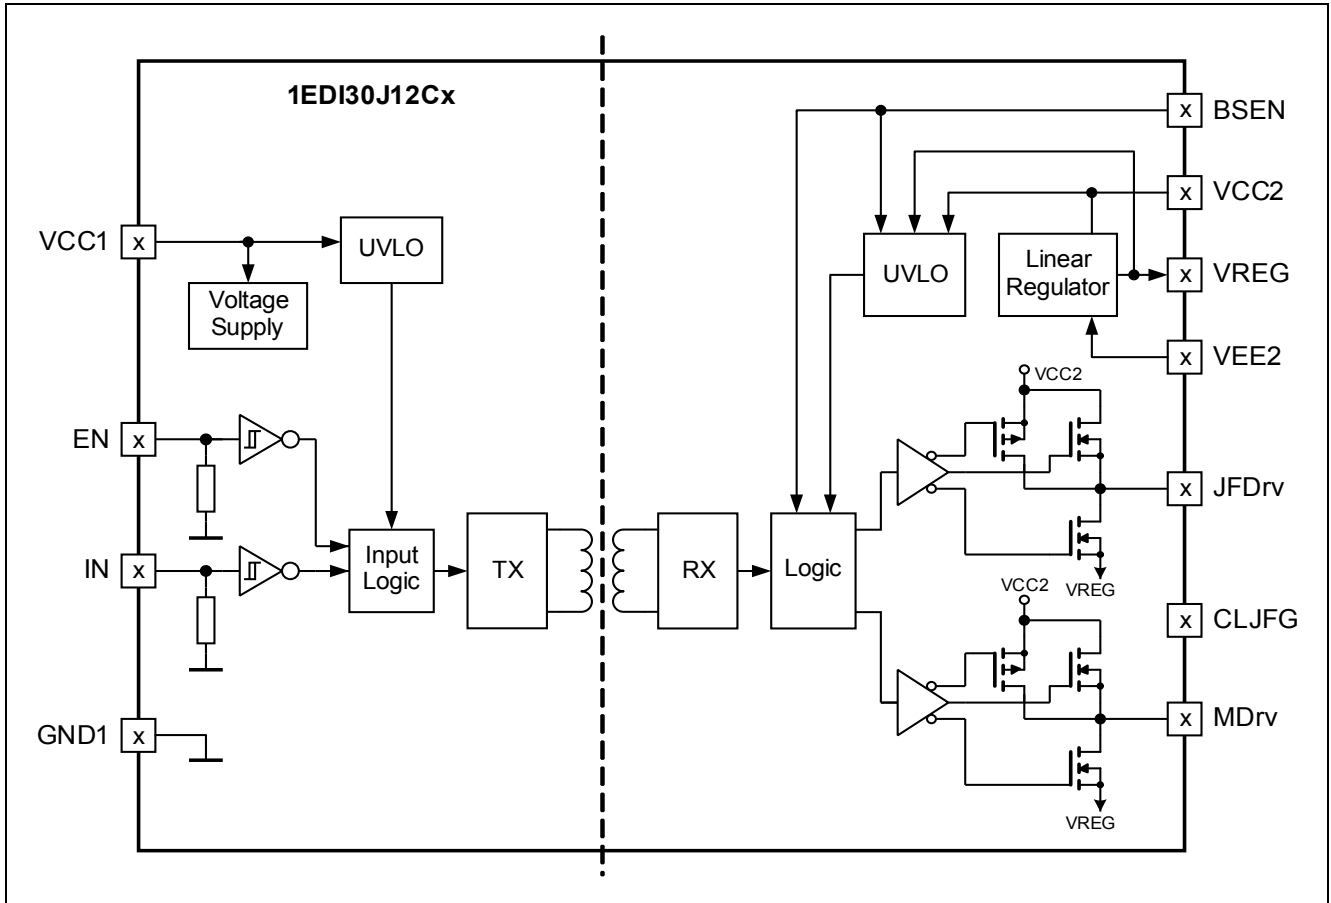 1EDI30J12Cx
x BSEN
x VCC2
VCC1 x
UVLO
UVLO
Linear
Regulator
x VREG
Voltage
Supply
x VEE2
VCC2
EN x
x JFDrv
IN x
Input
Logic
TX
RX
Logic
VREG
VCC2
x CLJFG
GND1 x
x MDrv
VREG